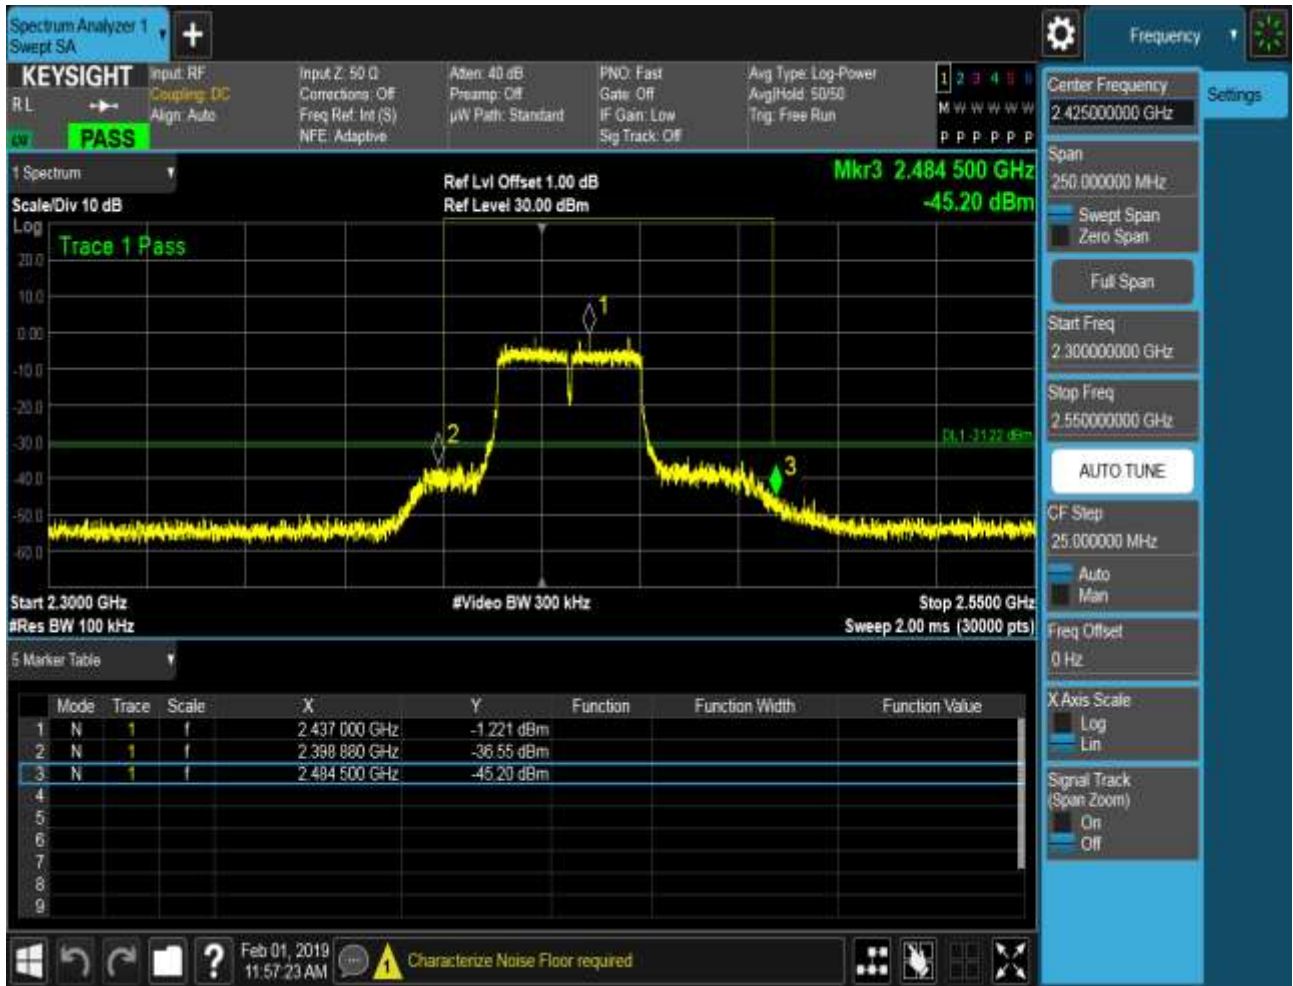 Spectrum Analyzer 1
Swept SA
+
Frequency
KEYSIGHT
R L
PASS
Input: RF
Coupling: DC
Align: Auto
Input Z: 50 Ω
Corrections: Off
Freq Ref: Int (S)
NFE: Adaptive
Atten: 40 dB
Preamp: Off
µW Path: Standard
PNO: Fast
Gate: Off
IF Gain: Low
Sig Track: Off
Avg Type: Log-Power
Avg|Hold: 50/50
Trig: Free Run
1 2 3 4 5 6
M W W W W W
P P P P P P
Center Frequency
2.425000000 GHz
Settings
1 Spectrum
Scale/Div 10 dB
Ref Lvl Offset 1.00 dB
Ref Level 30.00 dBm
Mkr3 2.484 500 GHz
-45.20 dBm
Log
Trace 1 Pass
20.0
10.0
0.00
-10.0
-20.0
-30.0
-40.0
-50.0
-60.0
1
2
3
DL1 -31.22 dBm
Start 2.3000 GHz
#Res BW 100 kHz
#Video BW 300 kHz
Stop 2.5500 GHz
Sweep 2.00 ms (30000 pts)
Span
250.000000 MHz
Swept Span
Zero Span
Full Span
Start Freq
2.300000000 GHz
Stop Freq
2.550000000 GHz
AUTO TUNE
CF Step
25.000000 MHz
Auto
Man
Freq Offset
0 Hz
X Axis Scale
Log
Lin
Signal Track
(Span Zoom)
On
Off
5 Marker Table
Mode Trace Scale X Y Function Function Width Function Value
1 N 1 f 2.437 000 GHz -1.221 dBm
2 N 1 f 2.398 880 GHz -36.55 dBm
3 N 1 f 2.484 500 GHz -45.20 dBm
4
5
6
7
8
9
?
Feb 01, 2019
11:57:23 AM
1
Characterize Noise Floor required